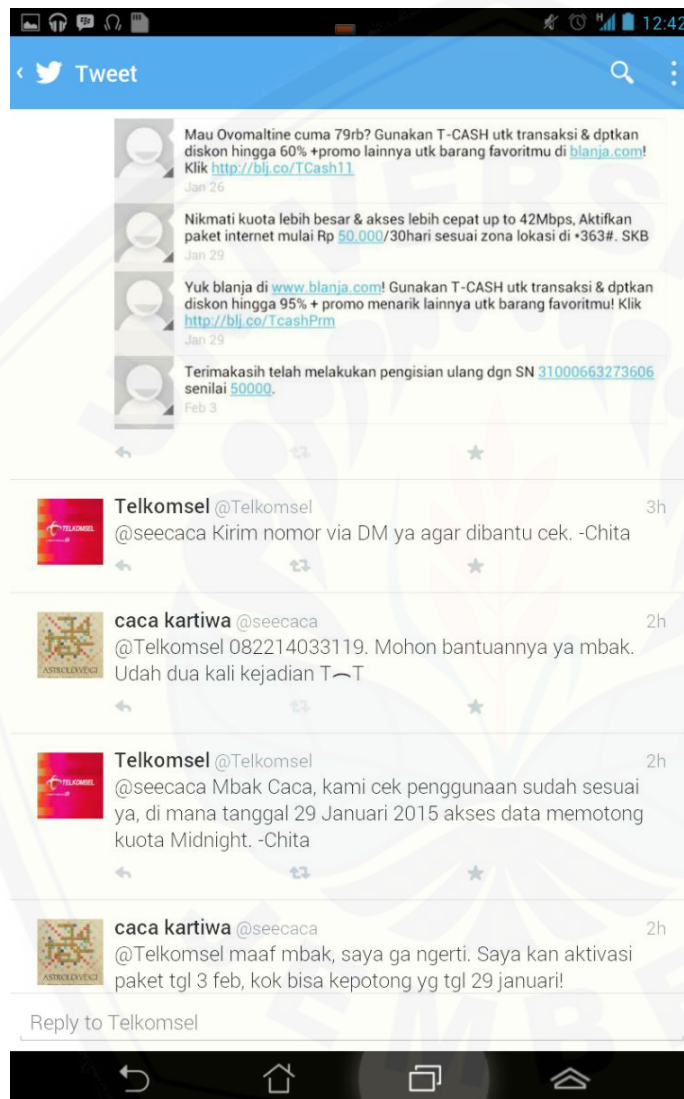 12:42
Tweet
Mau Ovomaltine cuma 79rb? Gunakan T-CASH utk transaksi & dptkan
diskon hingga 60% +promo lainnya utk barang favoritmu di blanja.com!
Klik http://blj.co/TCash11
Jan 26
Nikmati kuota lebih besar & akses lebih cepat up to 42Mbps, Aktifkan
paket internet mulai Rp 50.000/30hari sesuai zona lokasi di *363#. SKB
Jan 29
Yuk blanja di www.blanja.com! Gunakan T-CASH utk transaksi & dptkan
diskon hingga 95% + promo menarik lainnya utk barang favoritmu! Klik
http://blj.co/TcashPrm
Jan 29
Terimakasih telah melakukan pengisian ulang dgn SN 31000663273606
senilai 50000.
Feb 3
Telkomsel @Telkomsel 3h
TELKOMSEL
@seecaca Kirim nomor via DM ya agar dibantu cek. -Chita
caca kartiwa @seecaca 2h
@Telkomsel 082214033119. Mohon bantuannya ya mbak.
Udah dua kali kejadian T⁀T
Telkomsel @Telkomsel 2h
TELKOMSEL
@seecaca Mbak Caca, kami cek penggunaan sudah sesuai
ya, di mana tanggal 29 Januari 2015 akses data memotong
kuota Midnight. -Chita
caca kartiwa @seecaca 2h
@Telkomsel maaf mbak, saya ga ngerti. Saya kan aktivasi
paket tgl 3 feb, kok bisa kepotong yg tgl 29 januari!
Reply to Telkomsel